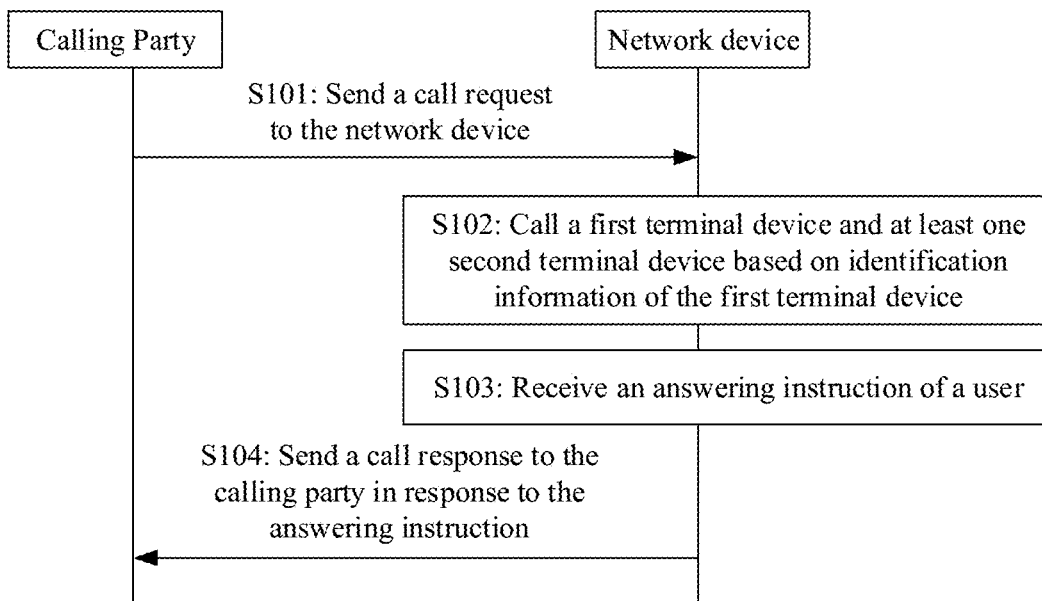 Calling Party
Network device
S101: Send a call request
to the network device
S102: Call a first terminal device and at least one
second terminal device based on identification
information of the first terminal device
S103: Receive an answering instruction of a user
S104: Send a call response to the
calling party in response to the
answering instruction